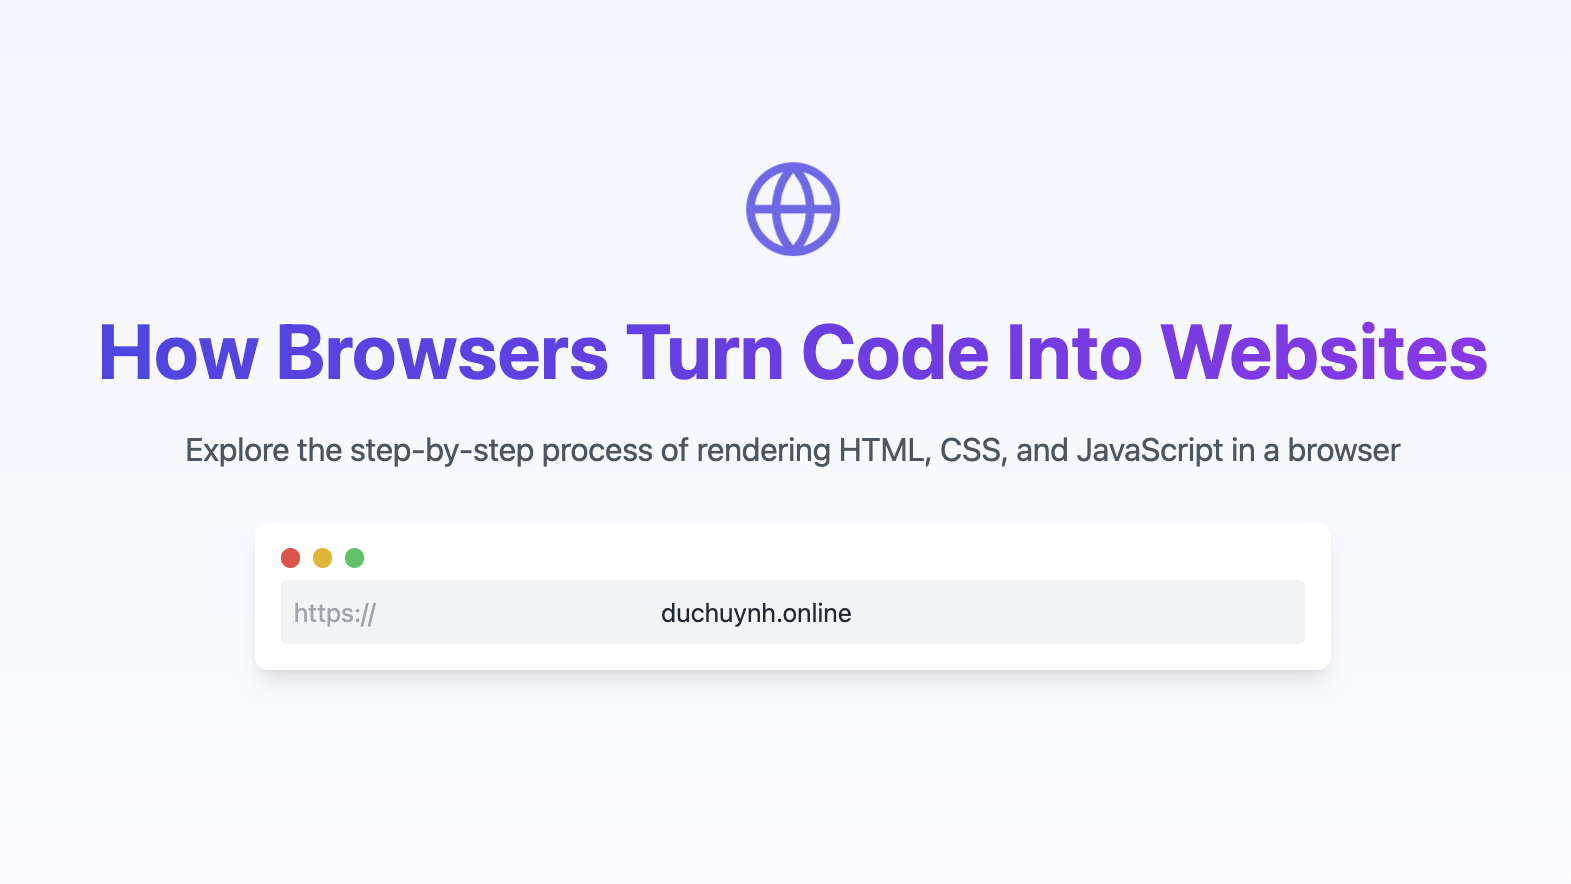 How Browsers Turn Code Into Websites
Explore the step-by-step process of rendering HTML, CSS, and JavaScript in a browser
https:// duchuynh.online